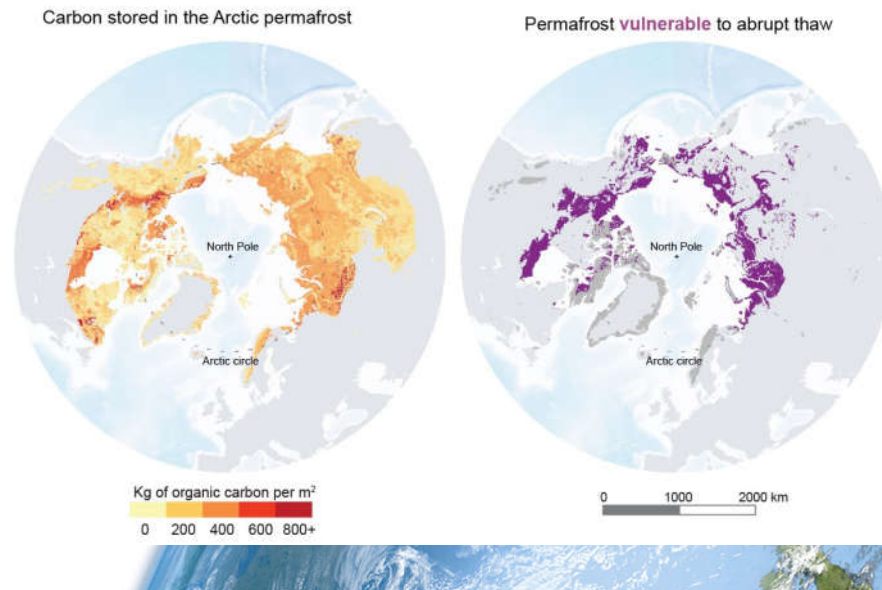 Carbon stored in the Arctic permafrost
Permafrost vulnerable to abrupt thaw
North Pole
Arctic circle
North Pole
Arctic circle
Kg of organic carbon per m²
0 200 400 600 800+
0 1000 2000 km